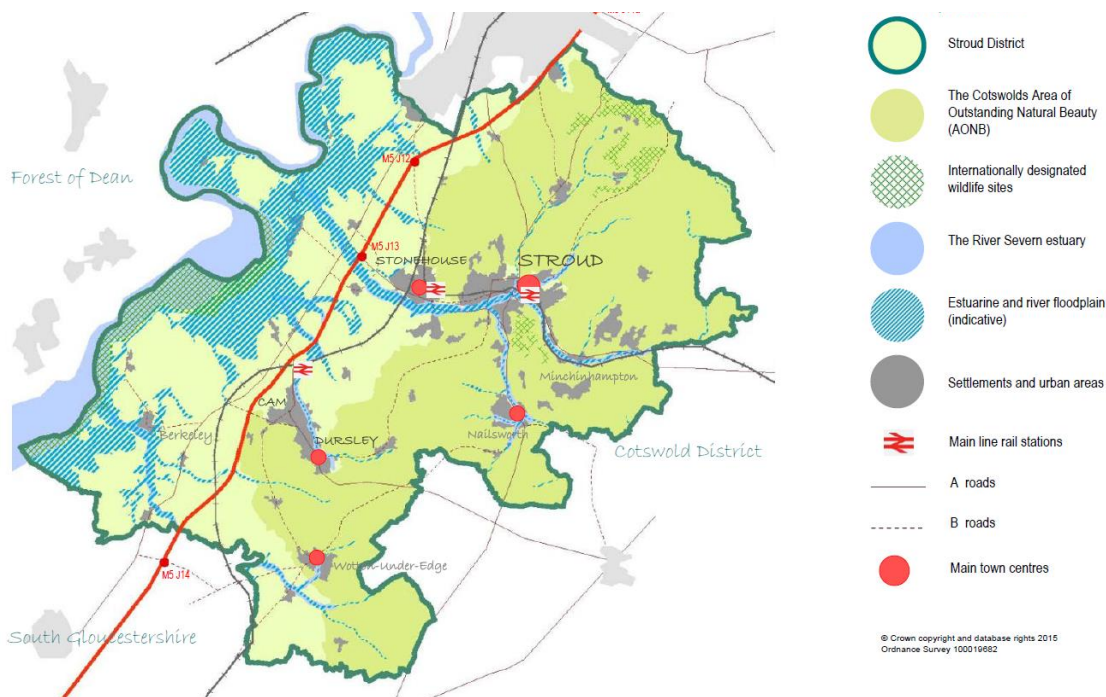 Forest of Dean
M5 J12
M5 J13
STONEHOUSE
STROUD
CAM
Berkeley
DURSLEY
Minchinhampton
Nailsworth
Cotswold District
Wotton-under-Edge
M5 J14
South Gloucestershire
Stroud District
The Cotswolds Area of
Outstanding Natural Beauty
(AONB)
Internationally designated
wildlife sites
The River Severn estuary
Estuarine and river floodplain
(indicative)
Settlements and urban areas
Main line rail stations
A roads
B roads
Main town centres
© Crown copyright and database rights 2015
Ordnance Survey 100019682